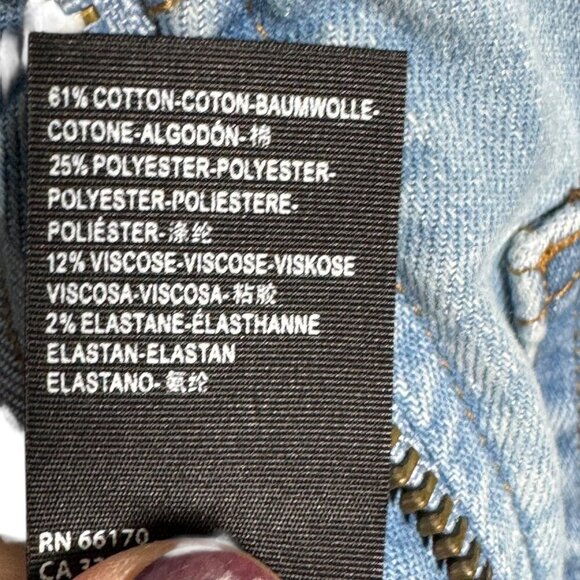 61% COTTON-COTON-BAUMWOLLE-
COTONE-ALGODÓN-棉
25% POLYESTER-POLYESTER-
POLYESTER-POLIESTERE-
POLIÉSTER-涤纶
12% VISCOSE-VISCOSE-VISKOSE
VISCOSA-VISCOSA-粘胶
2% ELASTANE-ÉLASTHANNE
ELASTAN-ELASTAN
ELASTANO-氨纶
RN 66170
CA